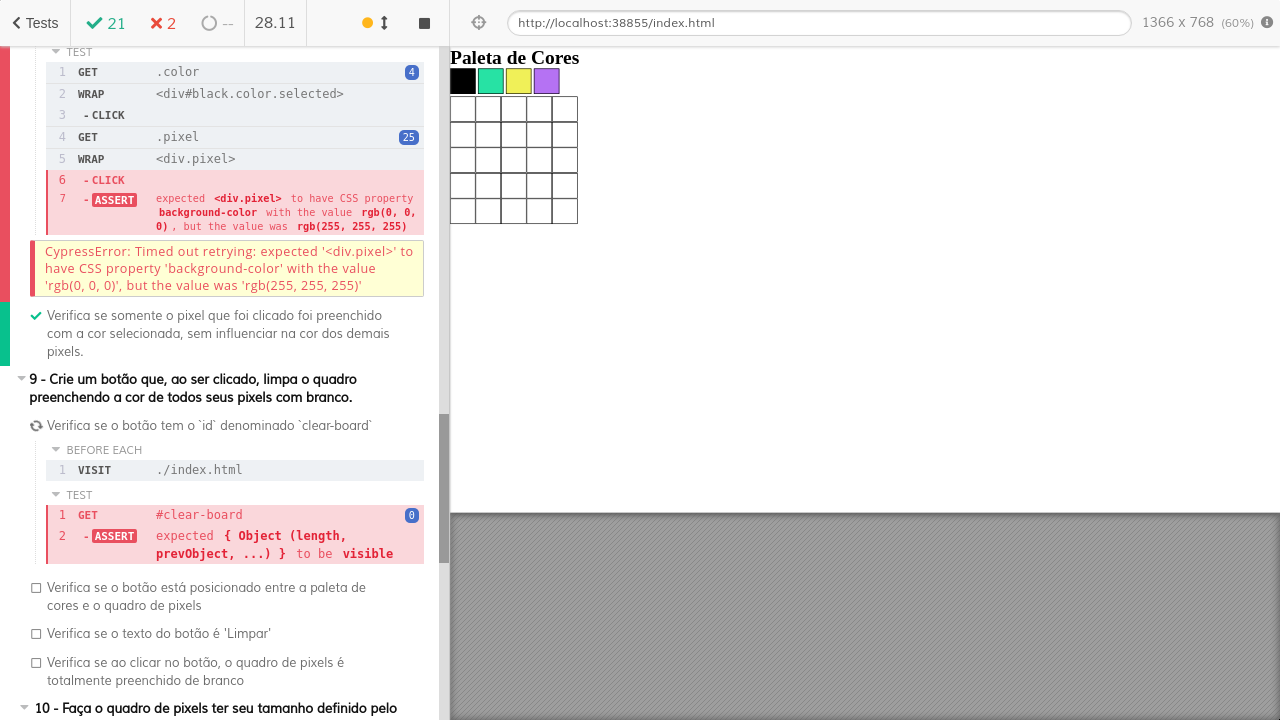 Tests 21 2 -- 28.11 http://localhost:38855/index.html 1366 x 768 (60%)
TEST
1 GET .color 4
2 WRAP <div#black.color.selected>
3 - CLICK
4 GET .pixel 25
5 WRAP <div.pixel>
6 - CLICK
7 - ASSERT expected <div.pixel> to have CSS property
background-color with the value rgb(0, 0,
0) , but the value was rgb(255, 255, 255)
CypressError: Timed out retrying: expected '<div.pixel>' to
have CSS property 'background-color' with the value
'rgb(0, 0, 0)', but the value was 'rgb(255, 255, 255)'
Verifica se somente o pixel que foi clicado foi preenchido
com a cor selecionada, sem influenciar na cor dos demais
pixels.
9 - Crie um botão que, ao ser clicado, limpa o quadro
preenchendo a cor de todos seus pixels com branco.
Verifica se o botão tem o `id` denominado `clear-board`
BEFORE EACH
1 VISIT ./index.html
TEST
1 GET #clear-board 0
2 - ASSERT expected { Object (length,
prevObject, ...) } to be visible
Verifica se o botão está posicionado entre a paleta de
cores e o quadro de pixels
Verifica se o texto do botão é 'Limpar'
Verifica se ao clicar no botão, o quadro de pixels é
totalmente preenchido de branco
10 - Faça o quadro de pixels ter seu tamanho definido pelo
Paleta de Cores